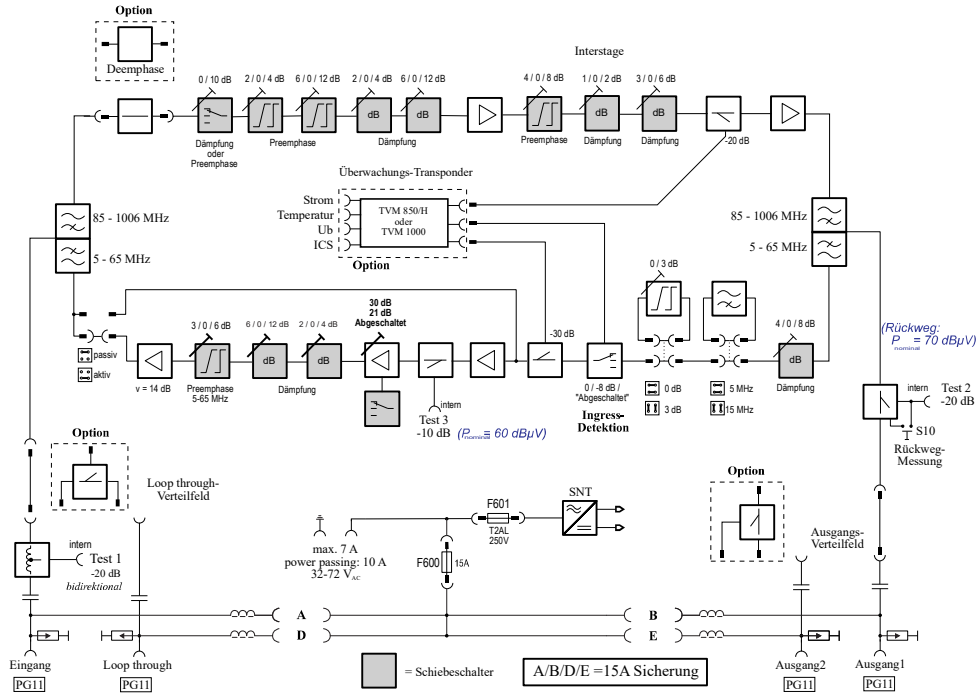 Option
Deemphase
Interstage
0 / 10 dB
2 / 0 / 4 dB
6 / 0 / 12 dB
2 / 0 / 4 dB
6 / 0 / 12 dB
4 / 0 / 8 dB
1 / 0 / 2 dB
3 / 0 / 6 dB
dB
dB
dB
dB
-20 dB
Dämpfung
oder
Preemphase
Preemphase
Dämpfung
Preemphase
Dämpfung
Dämpfung
Überwachungs-Transponder
Strom
Temperatur
Ub
ICS
TVM 850/H
oder
TVM 1000
Option
85 - 1006 MHz
5 - 65 MHz
85 - 1006 MHz
5 - 65 MHz
0 / 3 dB
30 dB
21 dB
Abgeschaltet
3 / 0 / 6 dB
6 / 0 / 12 dB
2 / 0 / 4 dB
-30 dB
4 / 0 / 8 dB
dB
dB
dB
passiv
aktiv
v = 14 dB
Preemphase
5-65 MHz
Dämpfung
0 / -8 dB /
"Abgeschaltet"
Ingress-
Detektion
0 dB
3 dB
5 MHz
15 MHz
Dämpfung
(Rückweg:
P nominal = 70 dBµV)
intern
Test 3
-10 dB
(P nominal = 60 dBµV)
intern
Test 2
-20 dB
S10
Rückweg-
Messung
Option
Loop through-
Verteilfeld
Option
Ausgangs-
Verteilfeld
F601
T2AL
250V
SNT
F600
15A
max. 7 A
power passing: 10 A
32-72 VAC
intern
Test 1
-20 dB
bidirektional
A
B
D
E
Eingang
PG11
Loop through
PG11
= Schiebeschalter
A/B/D/E =15A Sicherung
Ausgang2
PG11
Ausgang1
PG11